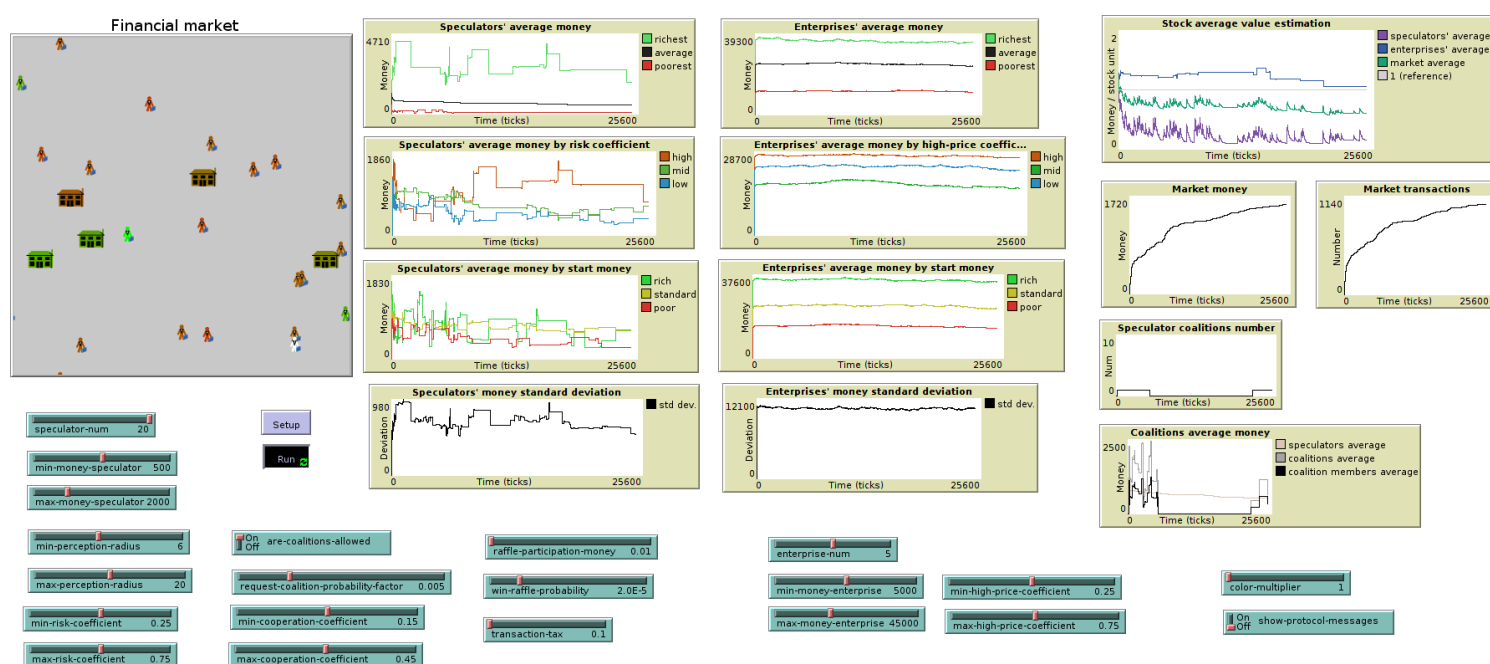 Financial market
Speculators' average money
4710
Money
0
0
Time (ticks)
25600
richest
average
poorest
Enterprises' average money
39300
Money
0
0
Time (ticks)
25600
richest
average
poorest
Stock average value estimation
2
Money / stock unit
0
0
Time (ticks)
25600
speculators' average
enterprises' average
market average
1 (reference)
Speculators' average money by risk coefficient
1860
Money
0
0
Time (ticks)
25600
high
mid
low
Enterprises' average money by high-price coeffic...
28700
Money
0
0
Time (ticks)
25600
high
mid
low
Market money
1720
Money
0
0
Time (ticks)
25600
Market transactions
1140
Number
0
0
Time (ticks)
25600
Speculators' average money by start money
1830
Money
0
0
Time (ticks)
25600
rich
standard
poor
Enterprises' average money by start money
37600
Money
0
0
Time (ticks)
25600
rich
standard
poor
Speculator coalitions number
10
Num
0
0
Time (ticks)
25600
Speculators' money standard deviation
980
Deviation
0
0
Time (ticks)
25600
std dev.
Enterprises' money standard deviation
12100
Deviation
0
0
Time (ticks)
25600
std dev.
Coalitions average money
2500
Money
0
0
Time (ticks)
25600
speculators average
coalitions average
coalition members average
speculator-num 20
min-money-speculator 500
max-money-speculator 2000
min-perception-radius 6
max-perception-radius 20
min-risk-coefficient 0.25
max-risk-coefficient 0.75
Setup
Run
On
Off
are-coalitions-allowed
request-coalition-probability-factor 0.005
min-cooperation-coefficient 0.15
max-cooperation-coefficient 0.45
raffle-participation-money 0.01
win-raffle-probability 2.0E-5
transaction-tax 0.1
enterprise-num 5
min-money-enterprise 5000
max-money-enterprise 45000
min-high-price-coefficient 0.25
max-high-price-coefficient 0.75
color-multiplier 1
On
Off
show-protocol-messages